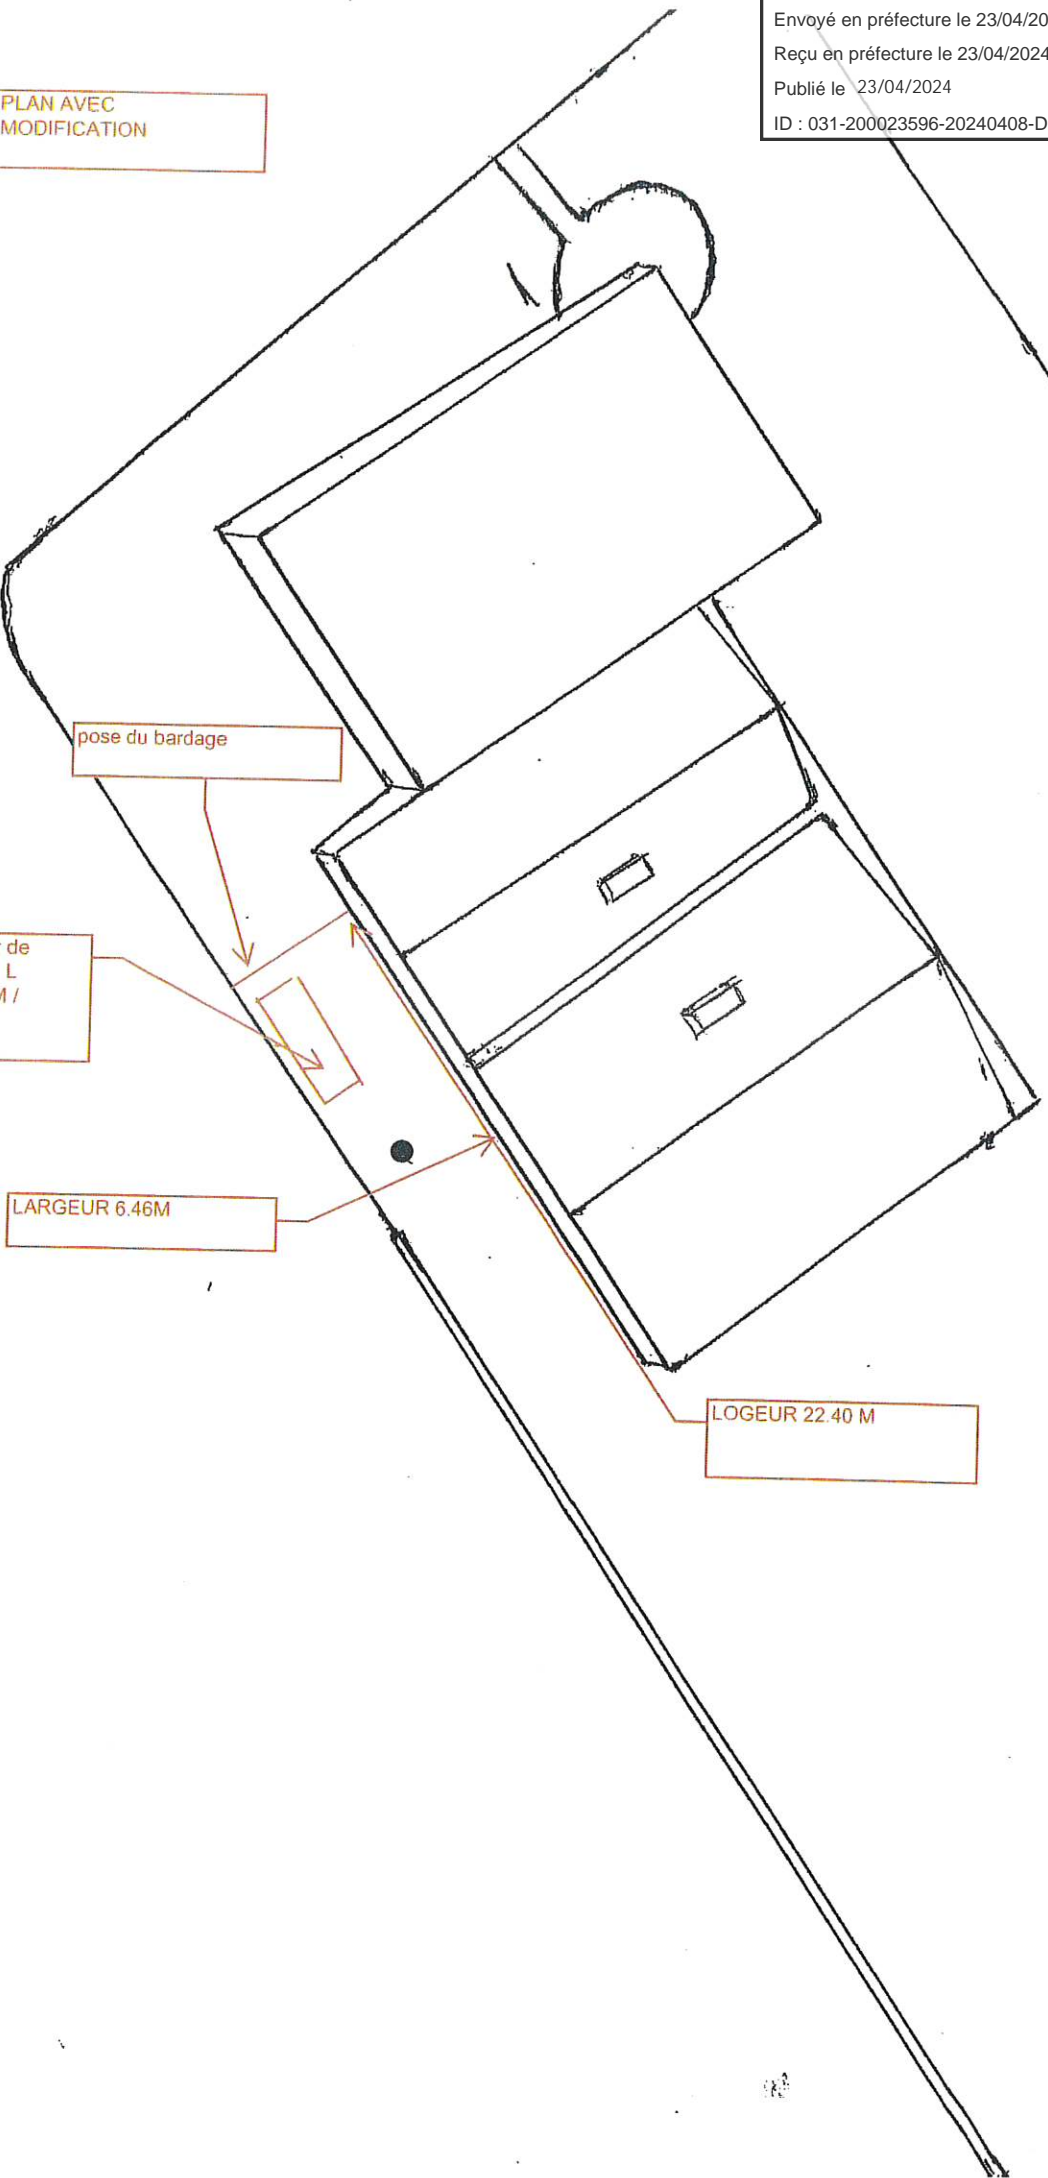 Envoyé en préfecture le 23/04/20
Reçu en préfecture le 23/04/2024
Publié le 23/04/2024
ID : 031-200023596-20240408-D
PLAN AVEC
MODIFICATION
pose du bardage
de
L
M /
LARGEUR 6.46M
LOGEUR 22.40 M